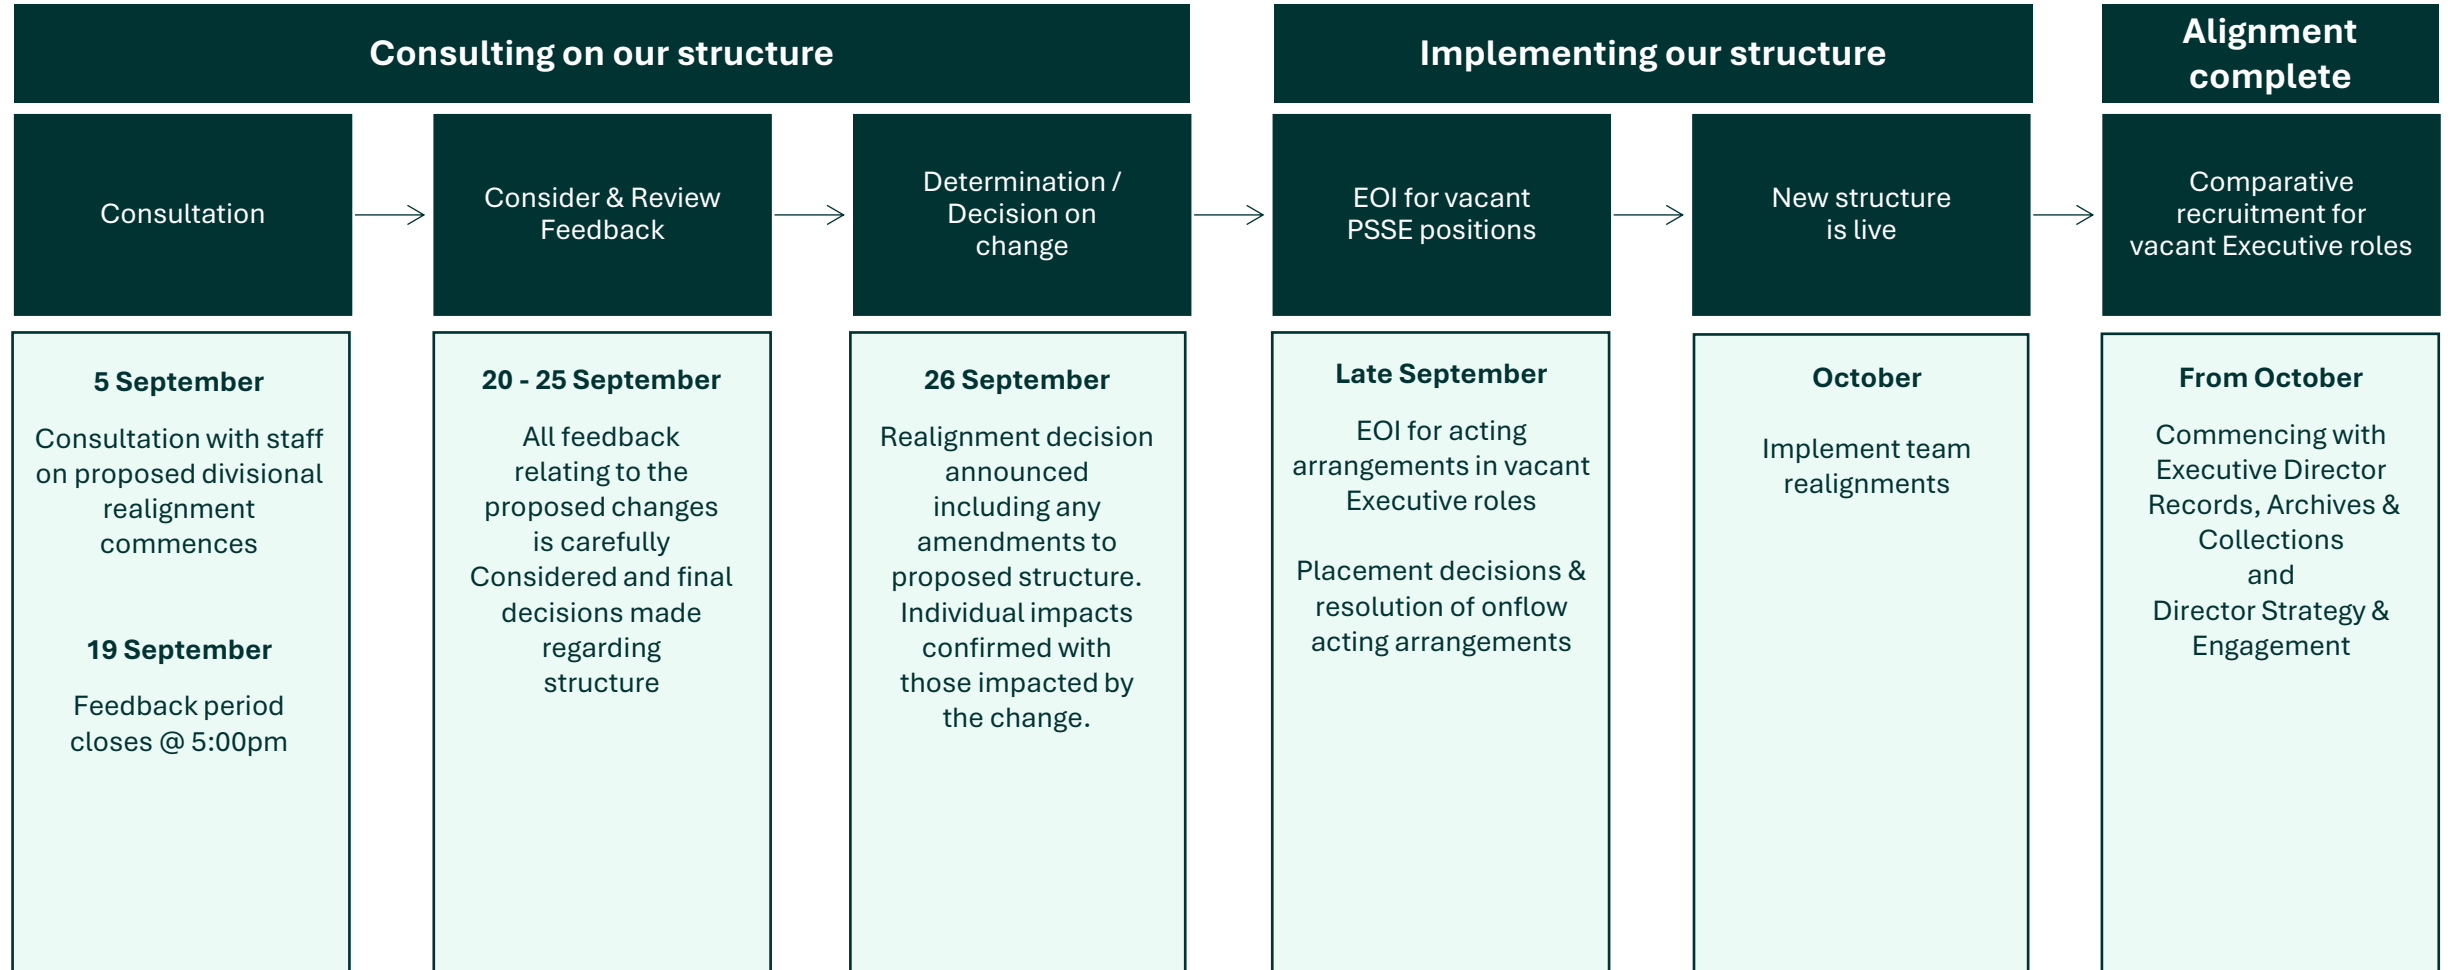 Consulting on our structure
Implementing our structure
Alignment
complete
Consultation
Consider & Review
Feedback
Determination /
Decision on
change
EOI for vacant
PSSE positions
New structure
is live
Comparative
recruitment for
vacant Executive roles
5 September
Consultation with staff
on proposed divisional
realignment
commences
19 September
Feedback period
closes @ 5:00pm
20 - 25 September
All feedback
relating to the
proposed changes
is carefully
Considered and final
decisions made
regarding
structure
26 September
Realignment decision
announced
including any
amendments to
proposed structure.
Individual impacts
confirmed with
those impacted by
the change.
Late September
EOI for acting
arrangements in vacant
Executive roles
Placement decisions &
resolution of onflow
acting arrangements
October
Implement team
realignments
From October
Commencing with
Executive Director
Records, Archives &
Collections
and
Director Strategy &
Engagement